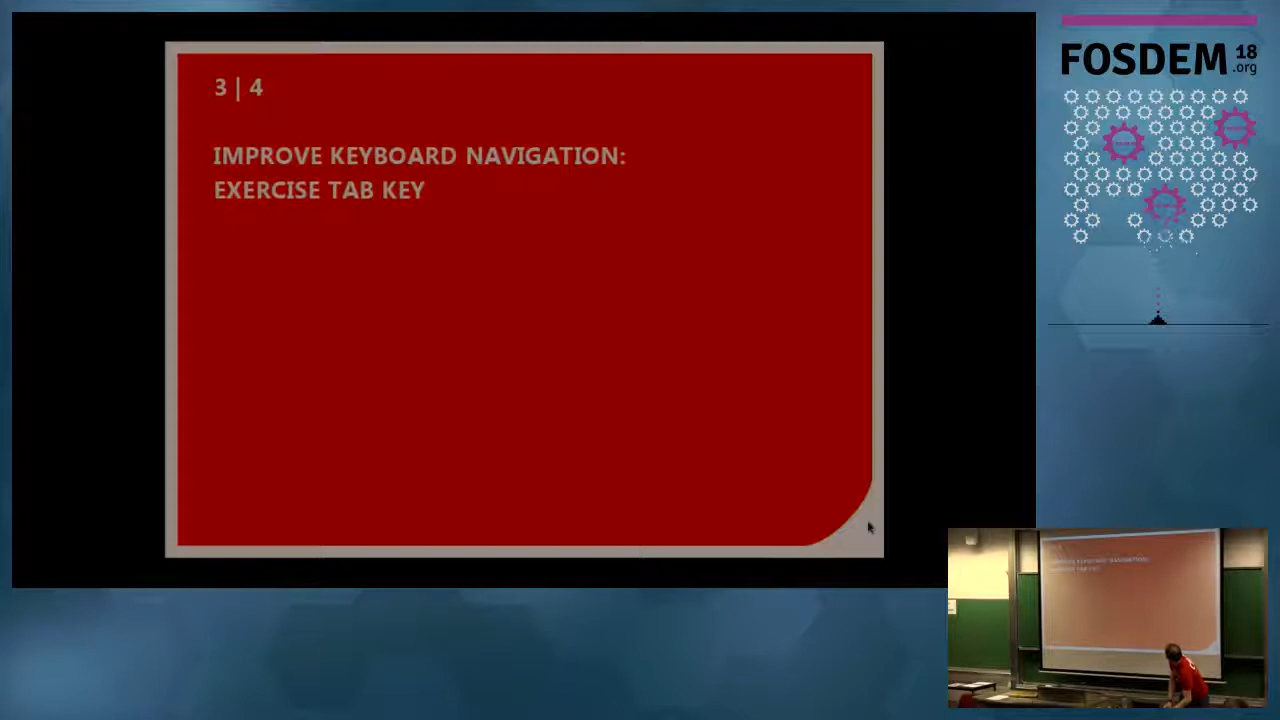 3 | 4
IMPROVE KEYBOARD NAVIGATION:
EXERCISE TAB KEY
FOSDEM 18
.org